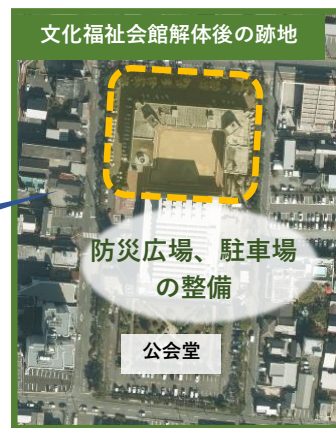 文化福祉会館解体後の跡地
防災広場、駐車場
の整備
公会堂